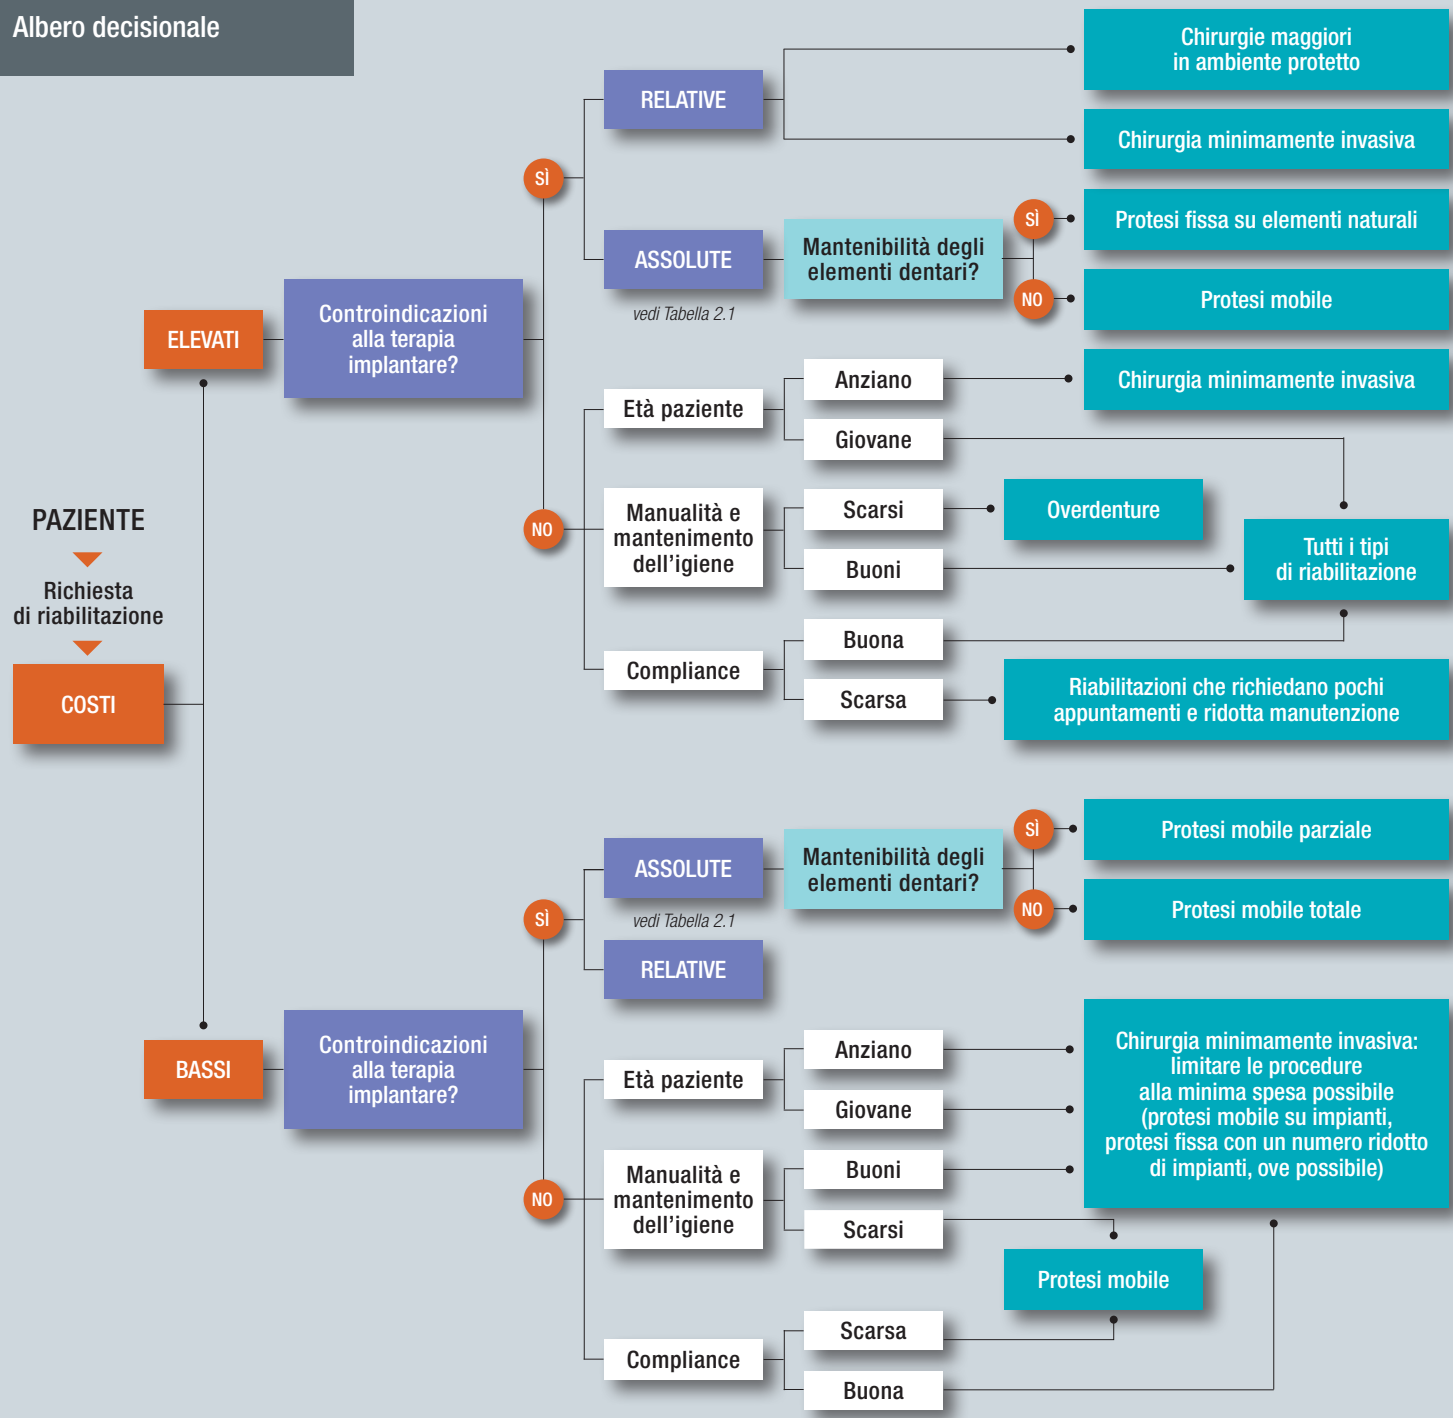 Albero decisionale
PAZIENTE
Richiesta
di riabilitazione
COSTI
ELEVATI
Controindicazioni
alla terapia
implantare?
SÌ
RELATIVE
Chirurgie maggiori
in ambiente protetto
Chirurgia minimamente invasiva
ASSOLUTE
vedi Tabella 2.1
Mantenibilità degli
elementi dentari?
SÌ
Protesi fissa su elementi naturali
NO
Protesi mobile
NO
Età paziente
Anziano
Chirurgia minimamente invasiva
Giovane
Manualità e
mantenimento
dell'igiene
Scarsi
Overdenture
Buoni
Tutti i tipi
di riabilitazione
Compliance
Buona
Scarsa
Riabilitazioni che richiedano pochi
appuntamenti e ridotta manutenzione
BASSI
Controindicazioni
alla terapia
implantare?
SÌ
ASSOLUTE
vedi Tabella 2.1
Mantenibilità degli
elementi dentari?
SÌ
Protesi mobile parziale
NO
Protesi mobile totale
RELATIVE
NO
Età paziente
Anziano
Giovane
Chirurgia minimamente invasiva:
limitare le procedure
alla minima spesa possibile
(protesi mobile su impianti,
protesi fissa con un numero ridotto
di impianti, ove possibile)
Manualità e
mantenimento
dell'igiene
Buoni
Scarsi
Protesi mobile
Compliance
Scarsa
Buona